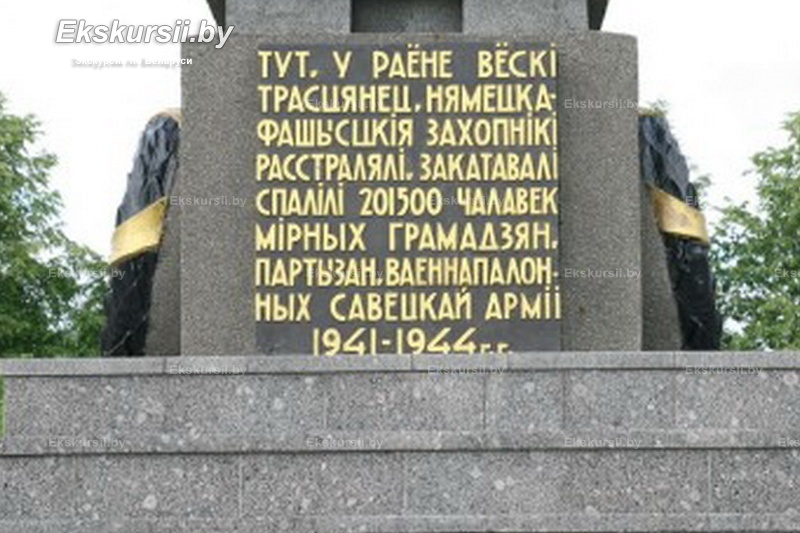 Ekskursii.by
Экскурсии по Беларуси
ТУТ, У РАЁНЕ ВЁСКІ
ТРАСЦЯНЕЦ, НЯМЕЦКА-
ФАШЫСЦКІЯ ЗАХОПНІКІ
РАССТРАЛЯЛІ, ЗАКАТАВАЛІ
СПАЛІЛІ 201500 ЧАЛАВЕК
МІРНЫХ ГРАМАДЗЯН,
ПАРТЫЗАН, ВАЕННАПАЛОН-
НЫХ САВЕЦКАЙ АРМІІ
1941-1944 г.г.